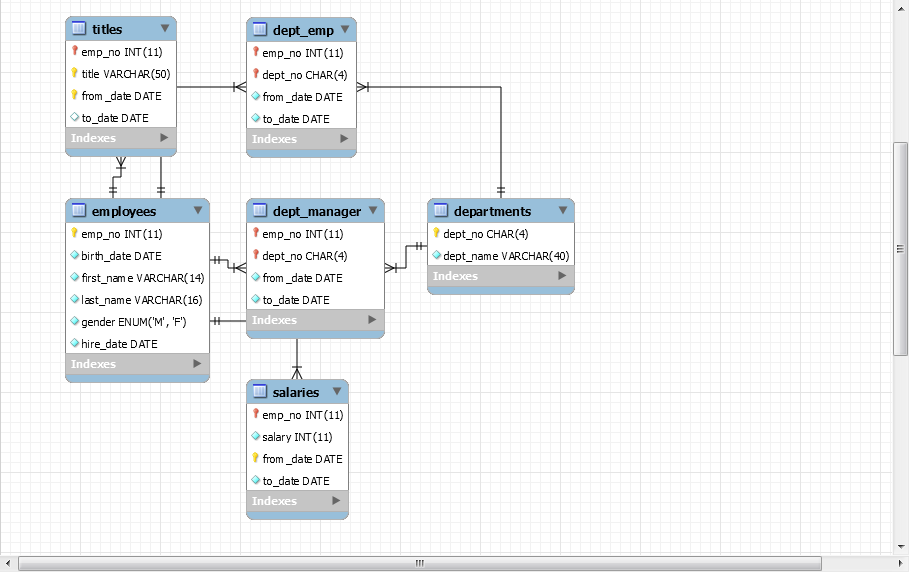 titles
emp_no INT(11)
title VARCHAR(50)
from_date DATE
to_date DATE
Indexes
dept_emp
emp_no INT(11)
dept_no CHAR(4)
from_date DATE
to_date DATE
Indexes
employees
emp_no INT(11)
birth_date DATE
first_name VARCHAR(14)
last_name VARCHAR(16)
gender ENUM('M', 'F')
hire_date DATE
Indexes
dept_manager
emp_no INT(11)
dept_no CHAR(4)
from_date DATE
to_date DATE
Indexes
departments
dept_no CHAR(4)
dept_name VARCHAR(40)
Indexes
salaries
emp_no INT(11)
salary INT(11)
from_date DATE
to_date DATE
Indexes